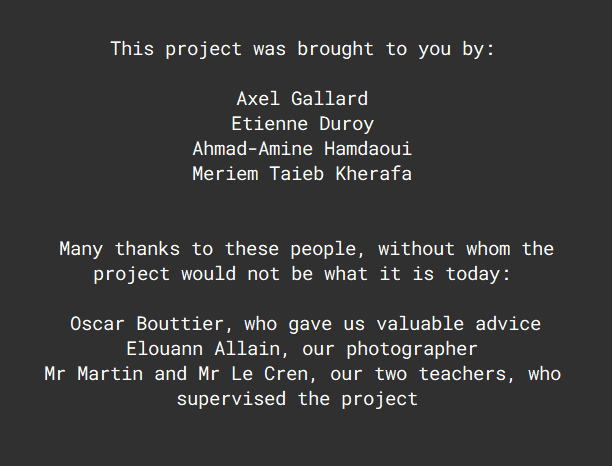 This project was brought to you by:
Axel Gallard
Etienne Duroy
Ahmad-Amine Hamdaoui
Meriem Taieb Kherafa
Many thanks to these people, without whom the
project would not be what it is today:
Oscar Bouttier, who gave us valuable advice
Elouann Allain, our photographer
Mr Martin and Mr Le Cren, our two teachers, who
supervised the project